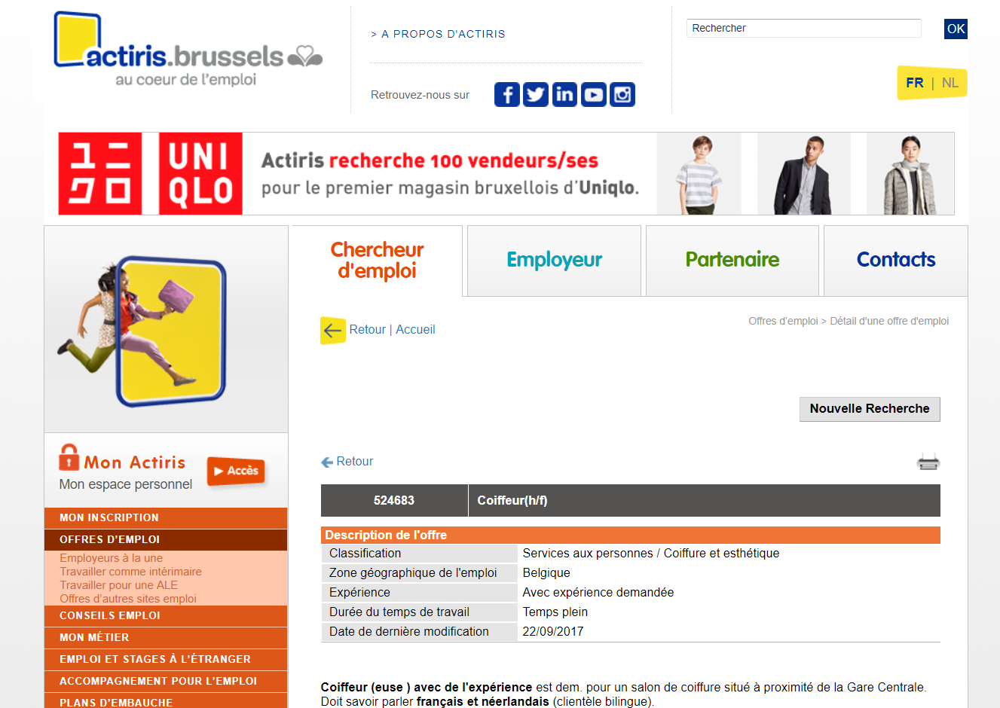 actiris.brussels
au coeur de l'emploi
> A PROPOS D'ACTIRIS
Retrouvez-nous sur
Rechercher
OK
FR | NL
UNI
QLO
Actiris recherche 100 vendeurs/ses
pour le premier magasin bruxellois d'Uniqlo.
Chercheur
d'emploi
Employeur
Partenaire
Contacts
Retour | Accueil
Offres d'emploi > Détail d'une offre d'emploi
Nouvelle Recherche
Mon Actiris
Mon espace personnel
Accès
MON INSCRIPTION
OFFRES D'EMPLOI
Employeurs à la une
Travailler comme intérimaire
Travailler pour une ALE
Offres d'autres sites emploi
CONSEILS EMPLOI
MON MÉTIER
EMPLOI ET STAGES À L'ÉTRANGER
ACCOMPAGNEMENT POUR L'EMPLOI
PLANS D'EMBAUCHE
Retour
524683 Coiffeur(h/f)
Description de l'offre
Classification Services aux personnes / Coiffure et esthétique
Zone géographique de l'emploi Belgique
Expérience Avec expérience demandée
Durée du temps de travail Temps plein
Date de dernière modification 22/09/2017
Coiffeur (euse ) avec de l'expérience est dem. pour un salon de coiffure situé à proximité de la Gare Centrale.
Doit savoir parler français et néerlandais (clientèle bilingue).